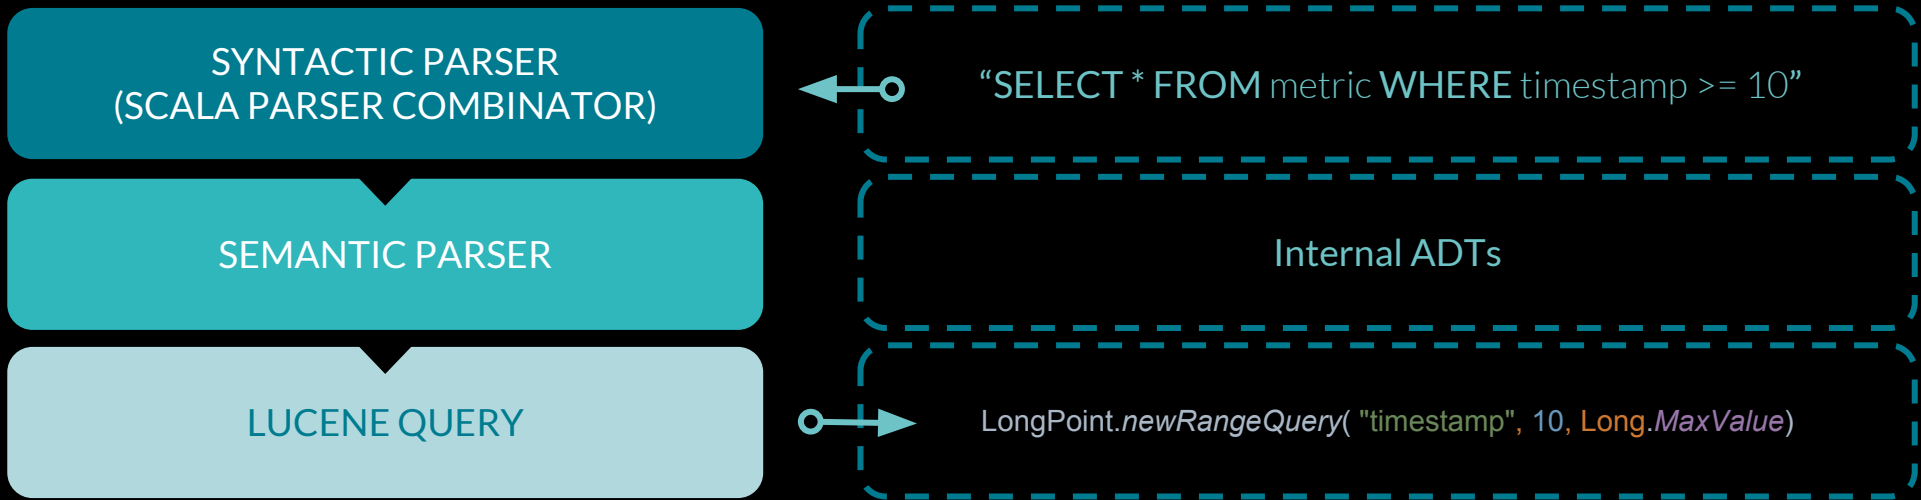 SYNTACTIC PARSER
(SCALA PARSER COMBINATOR)
“SELECT * FROM metric WHERE timestamp >= 10”
SEMANTIC PARSER
Internal ADTs
LUCENE QUERY
LongPoint.newRangeQuery( "timestamp", 10, Long.MaxValue)